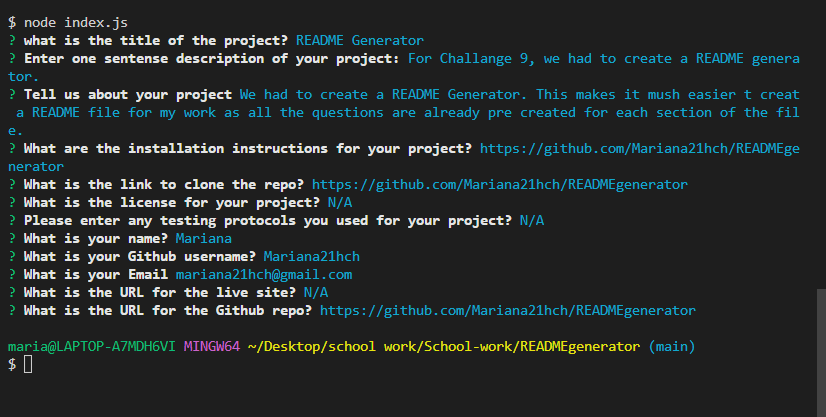 $ node index.js
? what is the title of the project? README Generator
? Enter one sentense description of your project: For Challange 9, we had to create a README genera
tor.
? Tell us about your project We had to create a README Generator. This makes it mush easier t creat
 a README file for my work as all the questions are already pre created for each section of the fil
e.
? What are the installation instructions for your project? https://github.com/Mariana21hch/READMEge
nerator
? What is the link to clone the repo? https://github.com/Mariana21hch/READMEgenerator
? What is the license for your project? N/A
? Please enter any testing protocols you used for your project? N/A
? What is your name? Mariana
? What is your Github username? Mariana21hch
? What is your Email mariana21hch@gmail.com
? What is the URL for the live site? N/A
? What is the URL for the Github repo? https://github.com/Mariana21hch/READMEgenerator
maria@LAPTOP-A7MDH6VI MINGW64 ~/Desktop/school work/School-work/READMEgenerator (main)
$